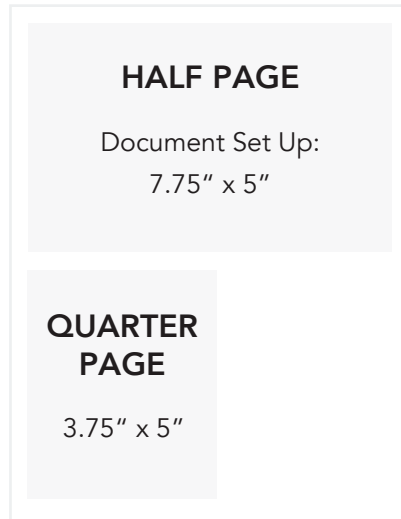 HALF PAGE
Document Set Up:
7.75” x 5”
QUARTER
PAGE
3.75” x 5”